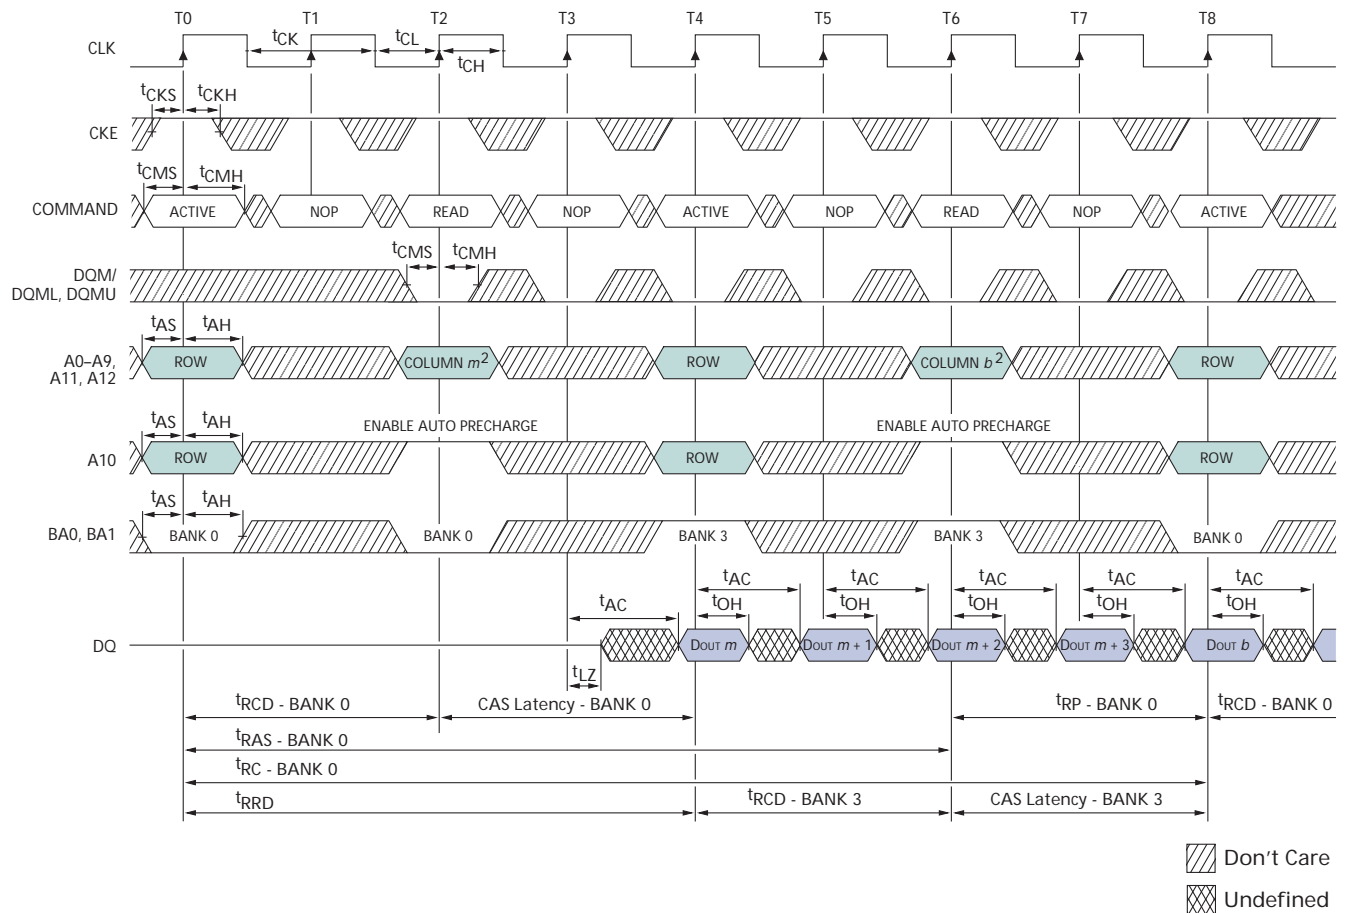 T0 T1 T2 T3 T4 T5 T6 T7 T8
CLK
tCK tCL
tCH
tCKS tCKH
CKE
tCMS tCMH
COMMAND ACTIVE NOP READ NOP ACTIVE NOP READ NOP ACTIVE
tCMS tCMH
DQM/
DQML, DQMU
tAS tAH
A0–A9,
A11, A12
ROW COLUMN m2 ROW COLUMN b2 ROW
tAS tAH
ENABLE AUTO PRECHARGE ENABLE AUTO PRECHARGE
A10 ROW ROW ROW
tAS tAH
BA0, BA1 BANK 0 BANK 0 BANK 3 BANK 3 BANK 0
tAC tAC tAC tAC tAC
tAC tOH tOH tOH tOH tOH
DQ DOUT m DOUT m + 1 DOUT m + 2 DOUT m + 3 DOUT b
tLZ
tRCD - BANK 0 CAS Latency - BANK 0 tRP - BANK 0 tRCD - BANK 0
tRAS - BANK 0
tRC - BANK 0
tRRD tRCD - BANK 3 CAS Latency - BANK 3
Don't Care
Undefined